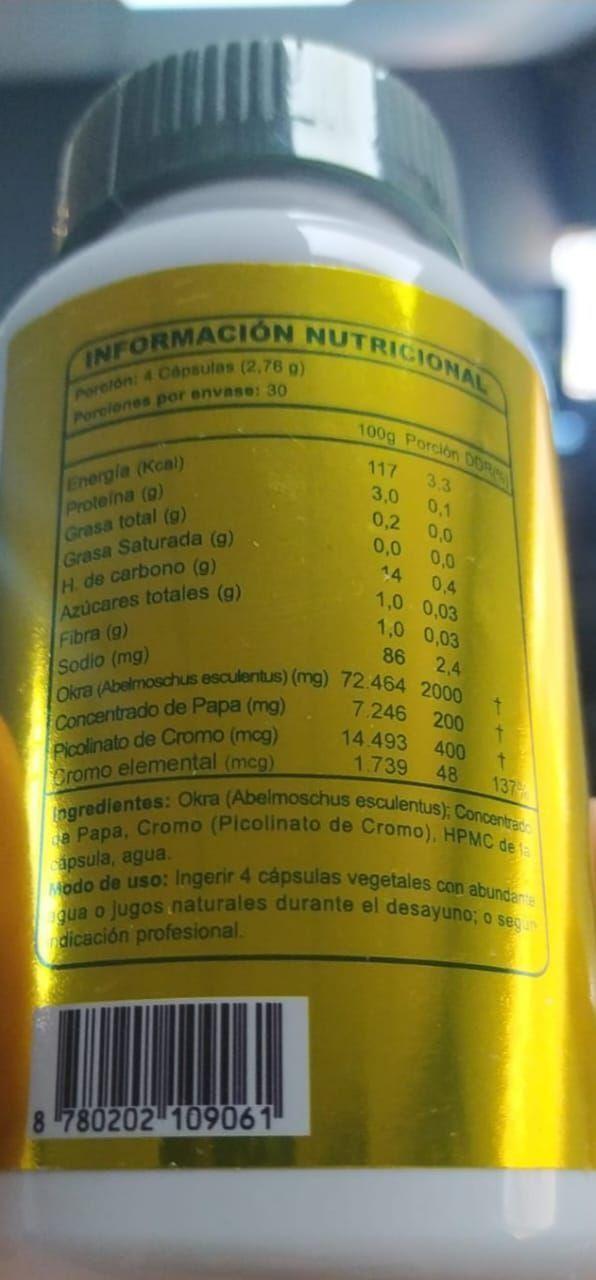 INFORMACIÓN NUTRICIONAL
Porción: 4 Cápsulas (2,76 g)
Porciones por envase: 30
100g Porción DDR(%)
Energía (Kcal) 117 3.3
Proteína (g) 3,0 0,1
Grasa total (g) 0,2 0,0
Grasa Saturada (g) 0,0 0,0
H. de carbono (g) 14 0,4
Azúcares totales (g) 1,0 0,03
Fibra (g) 1,0 0,03
Sodio (mg) 86 2,4
Okra (Abelmoschus esculentus) (mg) 72.464 2000 †
Concentrado de Papa (mg) 7.246 200 †
Picolinato de Cromo (mcg) 14.493 400 †
Cromo elemental (mcg) 1.739 48 137%
Ingredientes: Okra (Abelmoschus esculentus); Concentrado
de Papa, Cromo (Picolinato de Cromo), HPMC de la
cápsula, agua.
Modo de uso: Ingerir 4 cápsulas vegetales con abundante
agua o jugos naturales durante el desayuno; o según
indicación profesional.
8 780202 109061